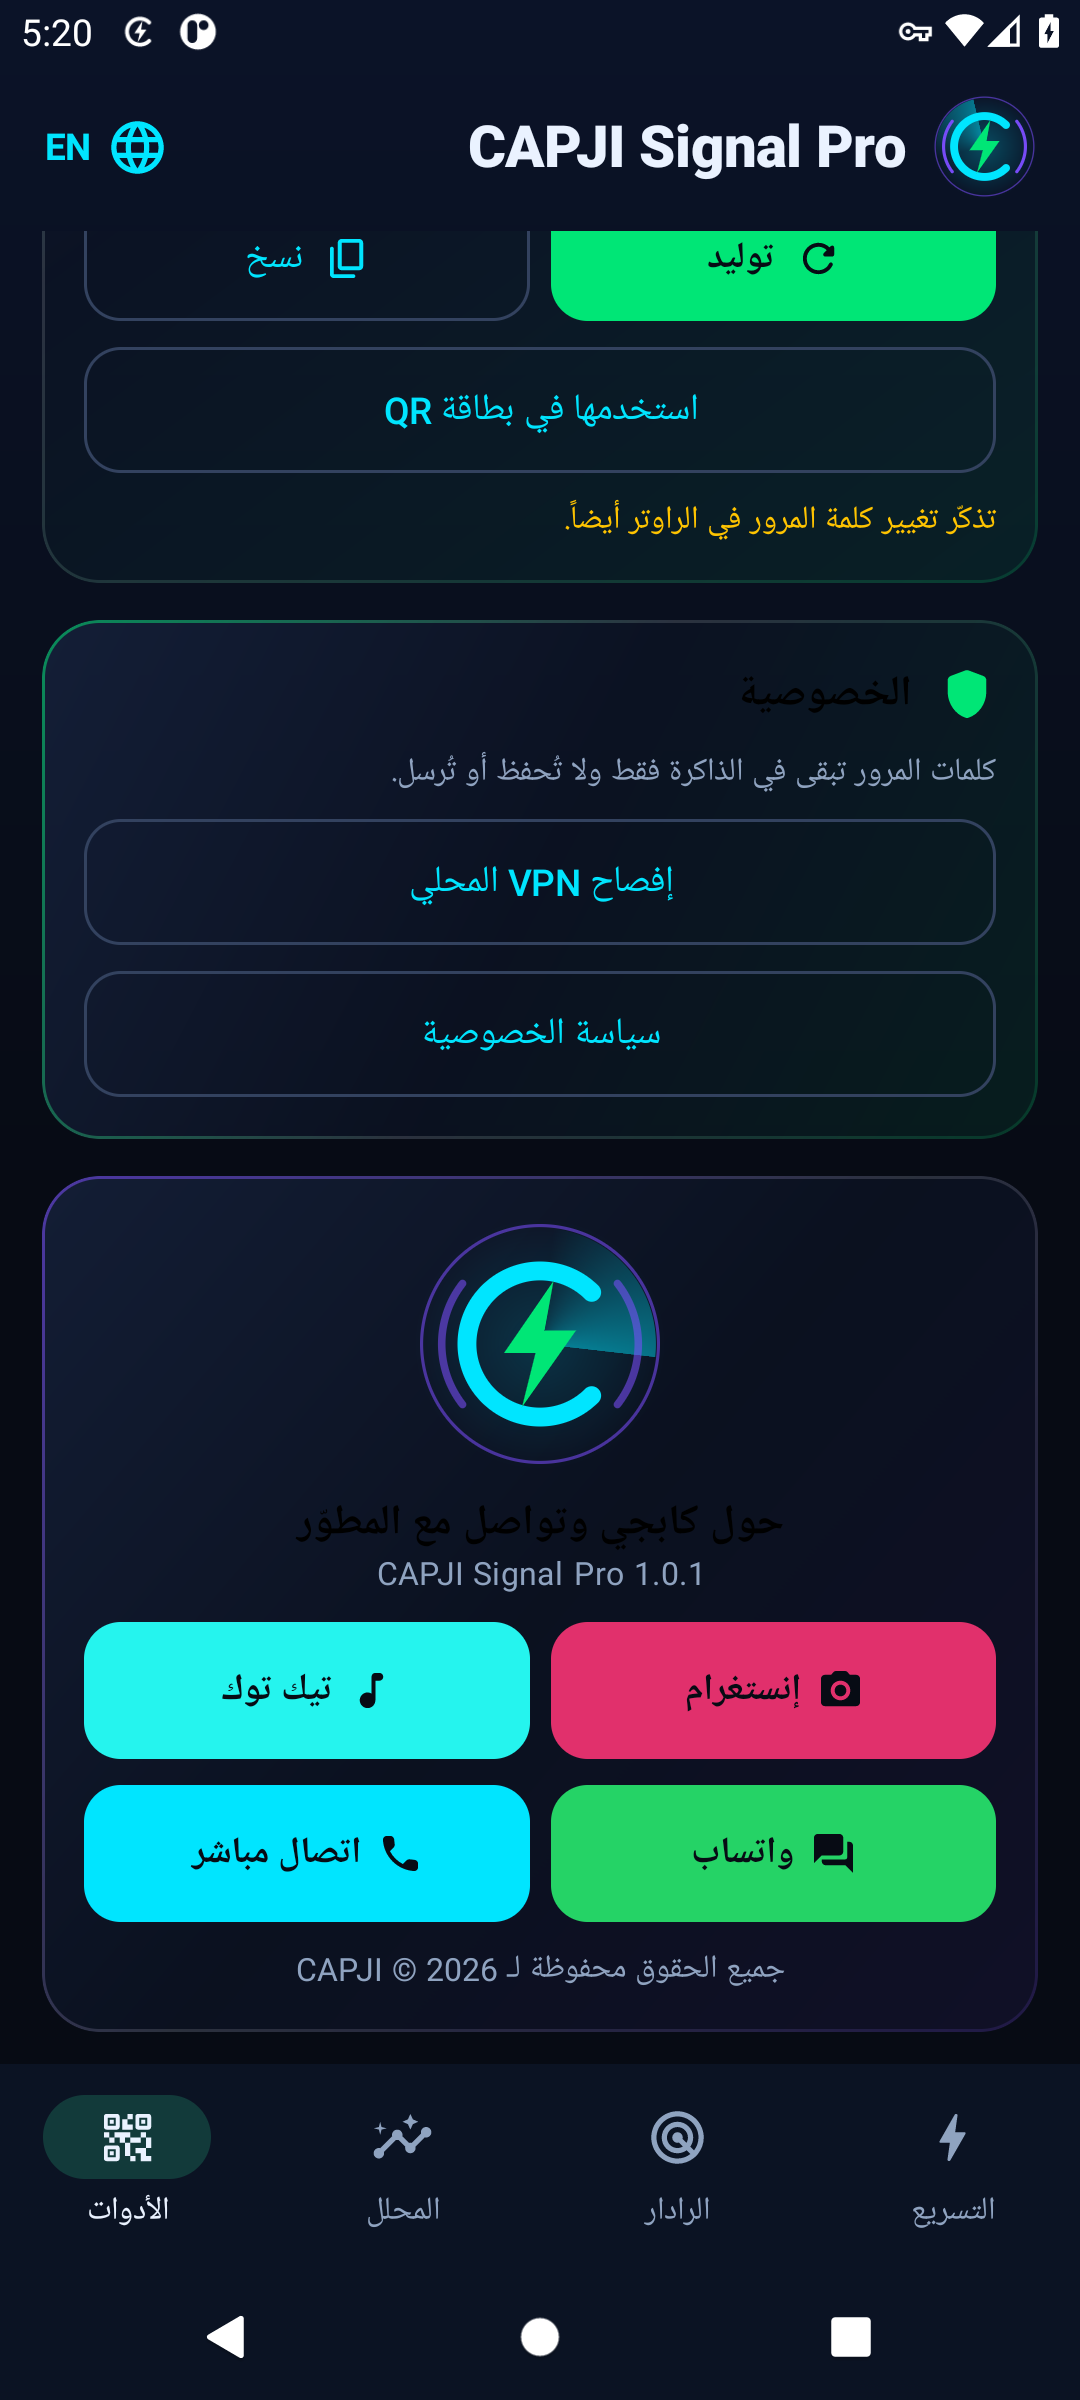 5:20
CAPJI Signal Pro
EN
توليد
نسخ
استخدمها في بطاقة QR
تذكّر تغيير كلمة المرور في الراوتر أيضاً.
الخصوصية
كلمات المرور تبقى في الذاكرة فقط ولا تُحفظ أو تُرسل.
إفصاح VPN المحلي
سياسة الخصوصية
حول كابجي وتواصل مع المطوّر
CAPJI Signal Pro 1.0.1
إنستغرام
تيك توك
واتساب
اتصال مباشر
جميع الحقوق محفوظة لـ CAPJI © 2026
التسريع
الرادار
المحلل
الأدوات